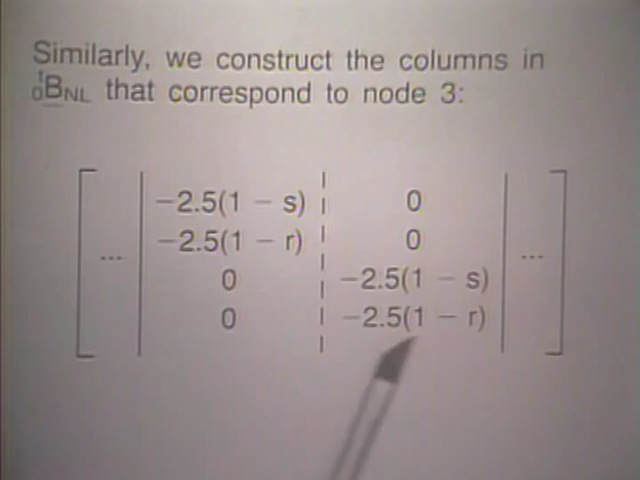 Similarly, we construct the columns in
ᵗ₀B_NL that correspond to node 3:
−2.5(1 − s) 0
−2.5(1 − r) 0
... 0 −2.5(1 − s) ...
0 −2.5(1 − r)